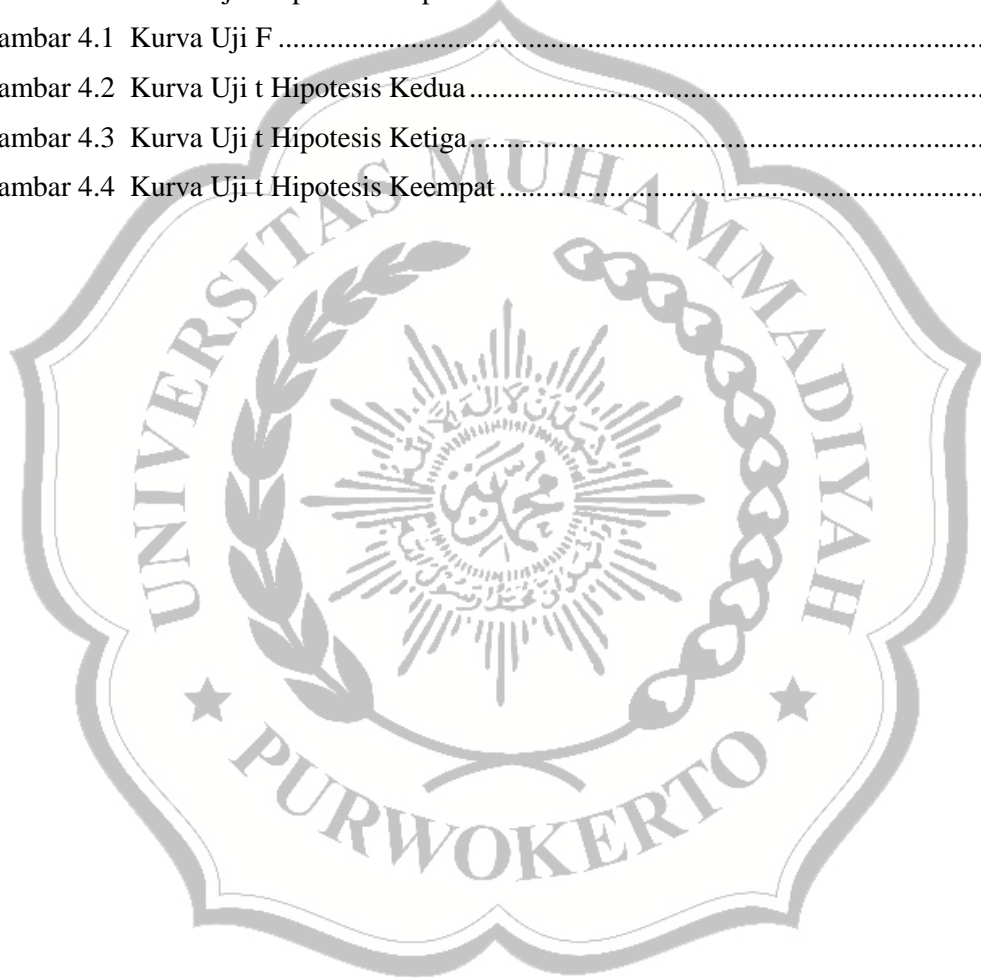 ambar 4.1 Kurva Uji F ................................................................
ambar 4.2 Kurva Uji t Hipotesis Kedua ................................................................
ambar 4.3 Kurva Uji t Hipotesis Ketiga ................................................................
ambar 4.4 Kurva Uji t Hipotesis Keempat ................................................................
UNIVERSITAS MUHAMMADIYAH
محمد
PURWOKERTO